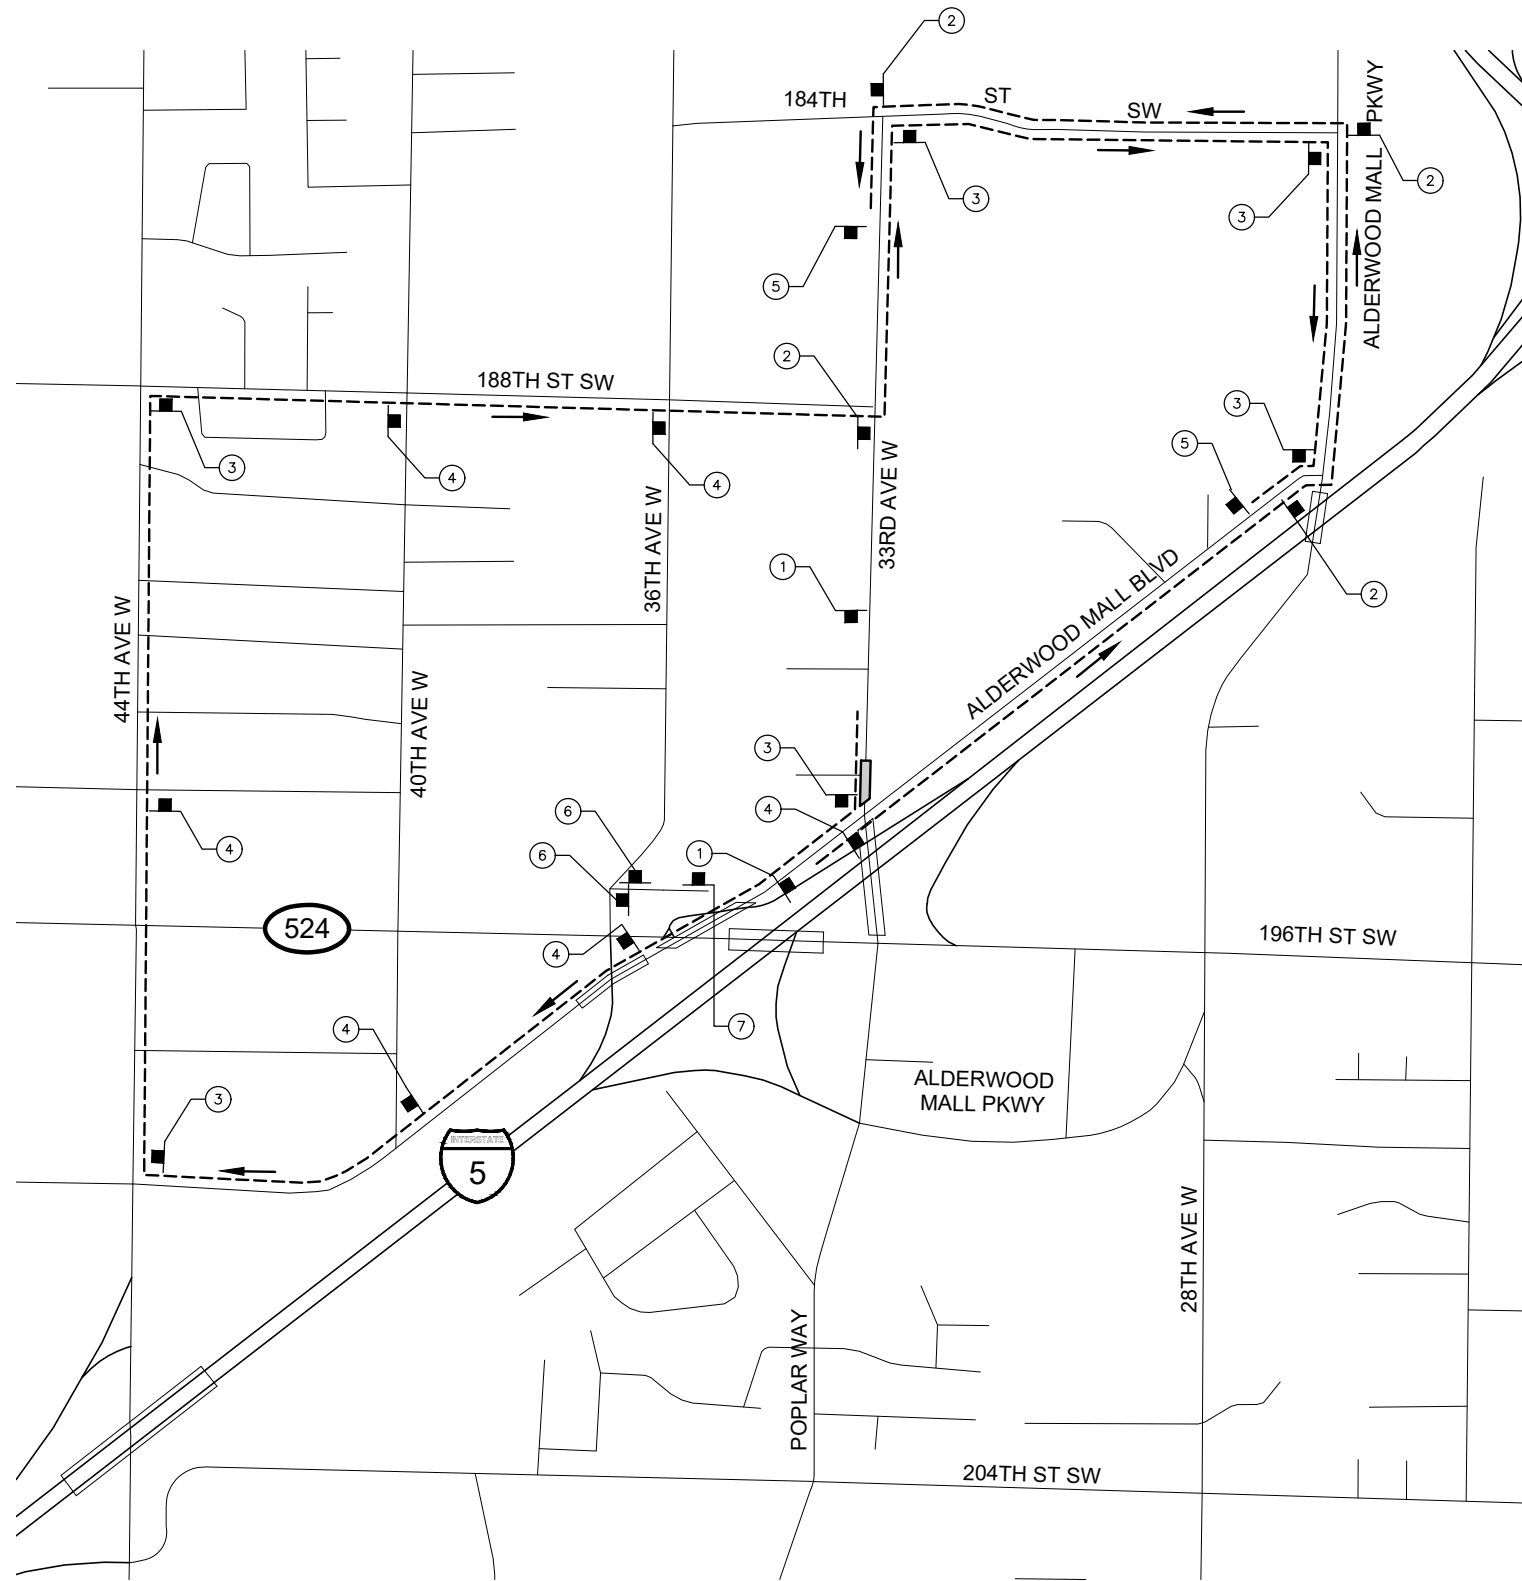 2
184TH
ST
SW
ALDERWOOD MALL PKWY
2
3
3
5
2
188TH ST SW
3
5
3
4
4
33RD AVE W
36TH AVE W
1
2
ALDERWOOD MALL BLVD
44TH AVE W
40TH AVE W
3
4
6
4
6
1
524
4
196TH ST SW
7
4
ALDERWOOD
MALL PKWY
3
INTERSTATE
5
28TH AVE W
POPLAR WAY
204TH ST SW